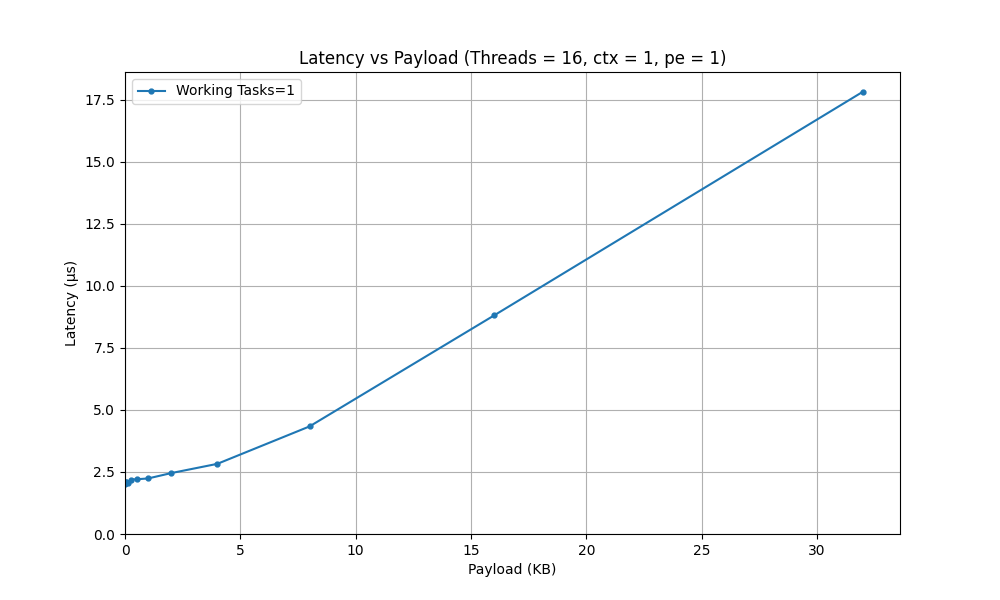 Latency vs Payload (Threads = 16, ctx = 1, pe = 1)
Working Tasks=1
Latency (µs)
17.5
15.0
12.5
10.0
7.5
5.0
2.5
0.0
0 5 10 15 20 25 30
Payload (KB)